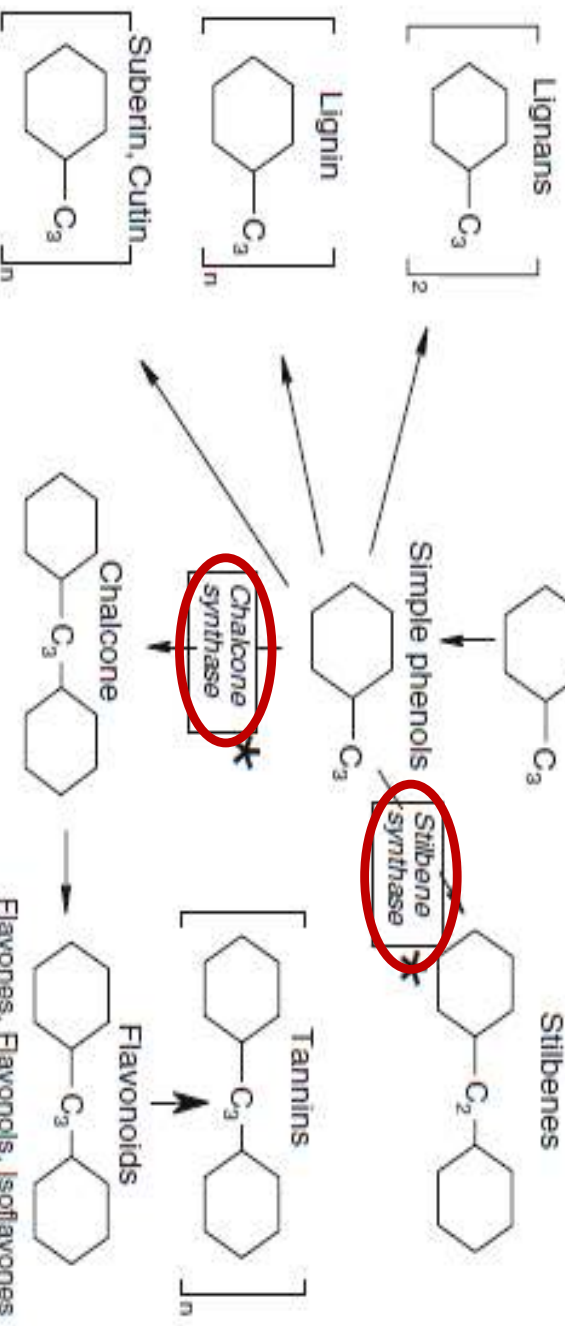 C3
Simple phenols
C3
Stilbene
synthase
*
Stilbenes
C2
Lignans
C3
2
Lignin
C3
n
Suberin, Cutin
C3
n
Chalcone
synthase
*
Chalcone
C3
Tannins
C3
n
Flavonoids
C3
Flavones, Flavonols, Isoflavones